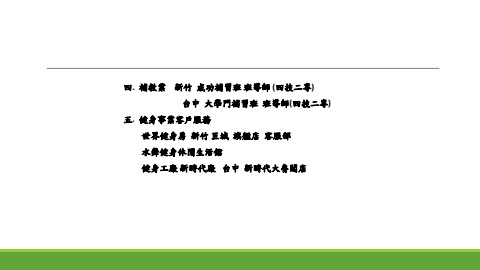 四. 補教業 新竹 成功補習班 班導師 (四技二專)
台中 大學門補習班 班導師(四技二專)
五. 健身事業客戶服務
世界健身房 新竹 巨城 旗艦店 客服部
水舞健身休閒生活館
健身工廠 新時代廠 台中 新時代大魯閣店